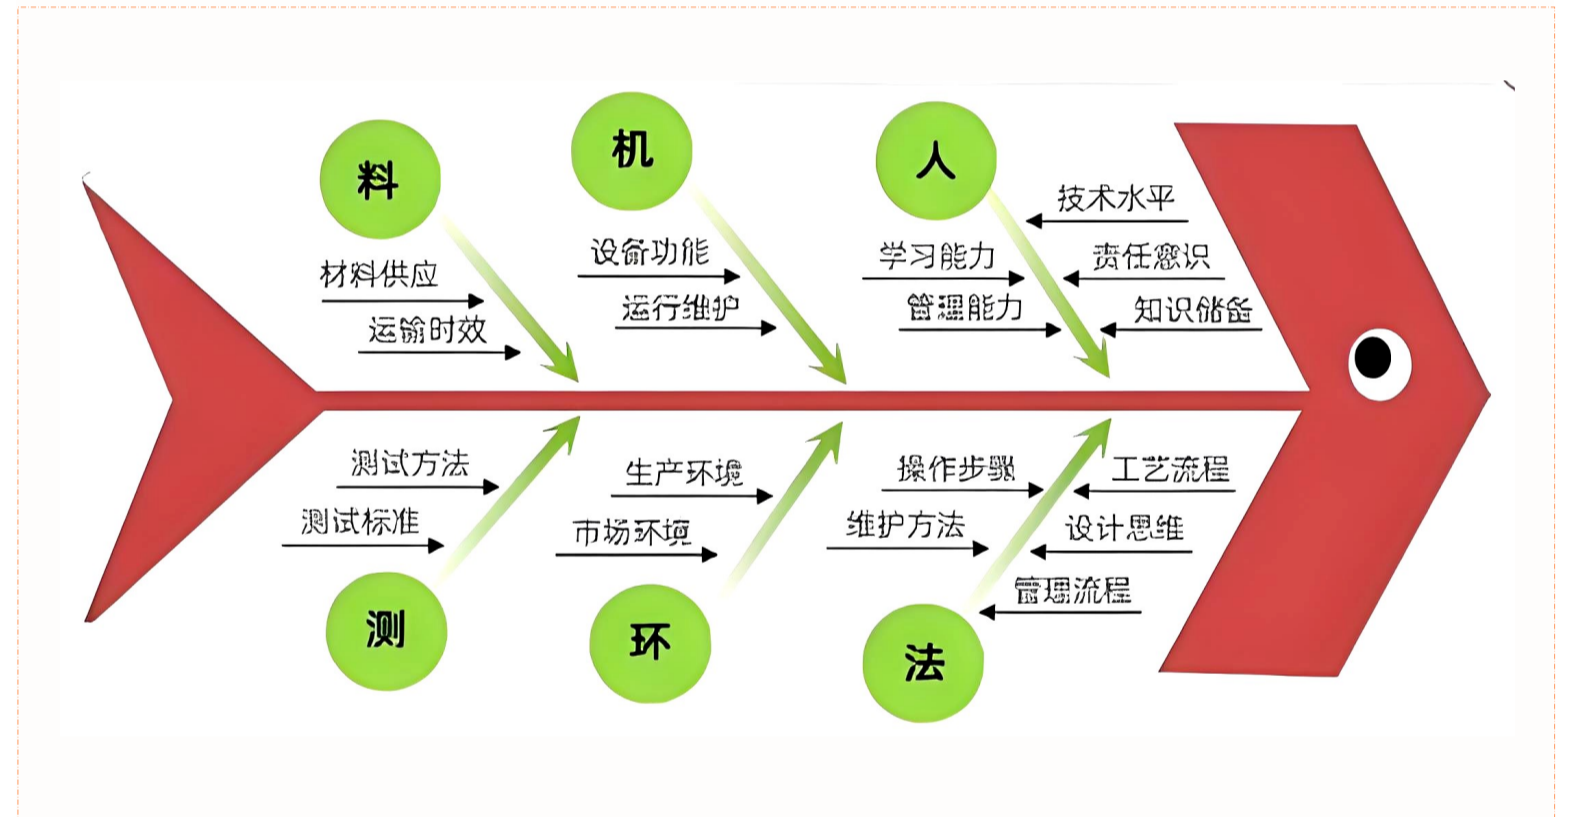 料
机
人
技术水平
材料供应
设备功能
学习能力
责任意识
运输时效
运行维护
管理能力
知识储备
测试方法
生产环境
操作步骤
工艺流程
测试标准
市场环境
维护方法
设计思维
管理流程
测
环
法